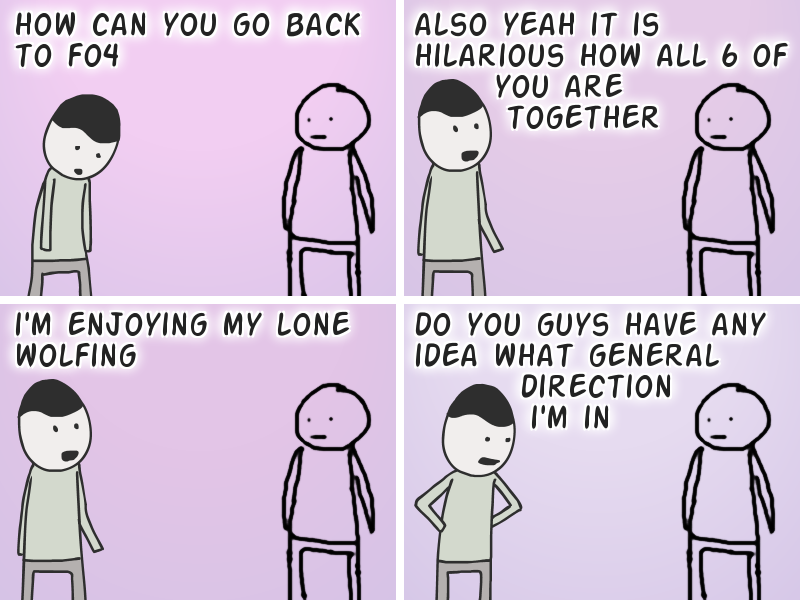 HOW CAN YOU GO BACK
TO FO4
ALSO YEAH IT IS
HILARIOUS HOW ALL 6 OF
YOU ARE
TOGETHER
I'M ENJOYING MY LONE
WOLFING
DO YOU GUYS HAVE ANY
IDEA WHAT GENERAL
DIRECTION
I'M IN